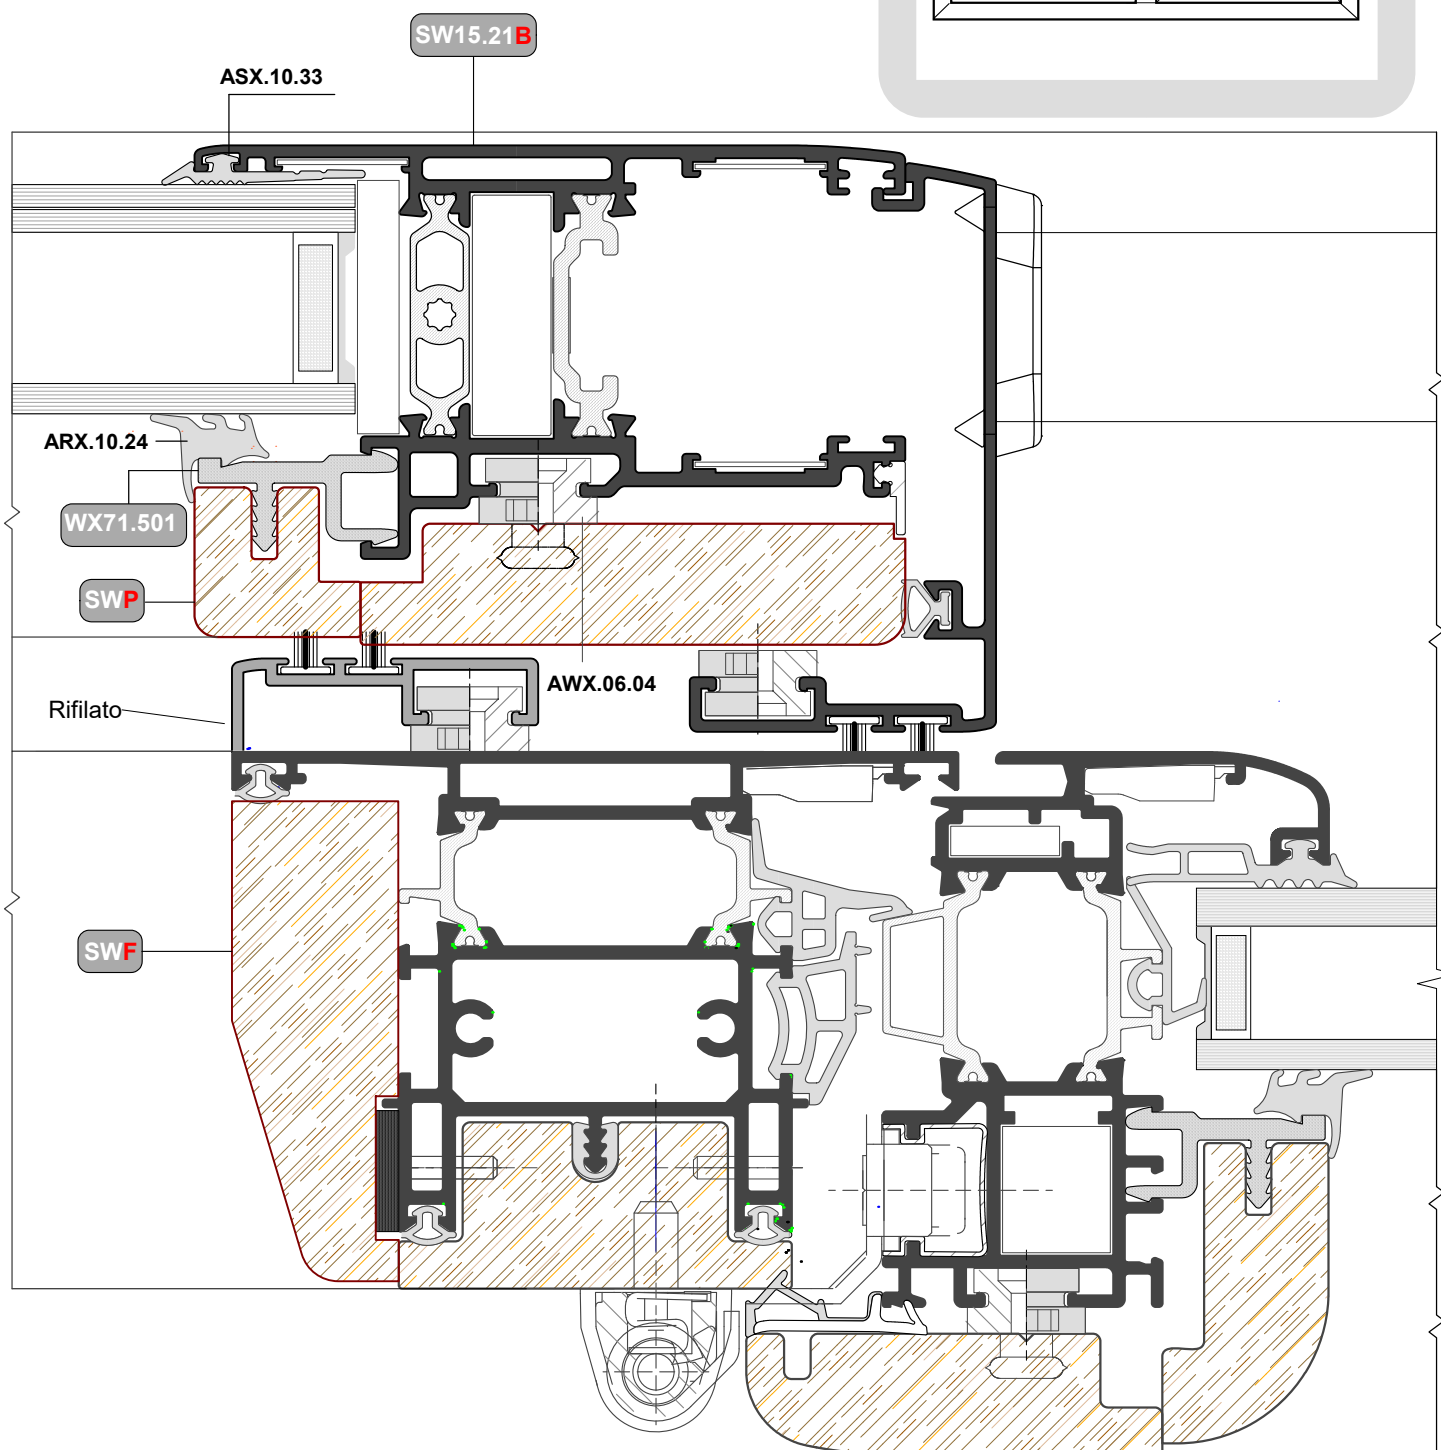 SW15.21B
ASX.10.33
ARX.10.24
WX71.501
SWP
AWX.06.04
Rifilato
SWF